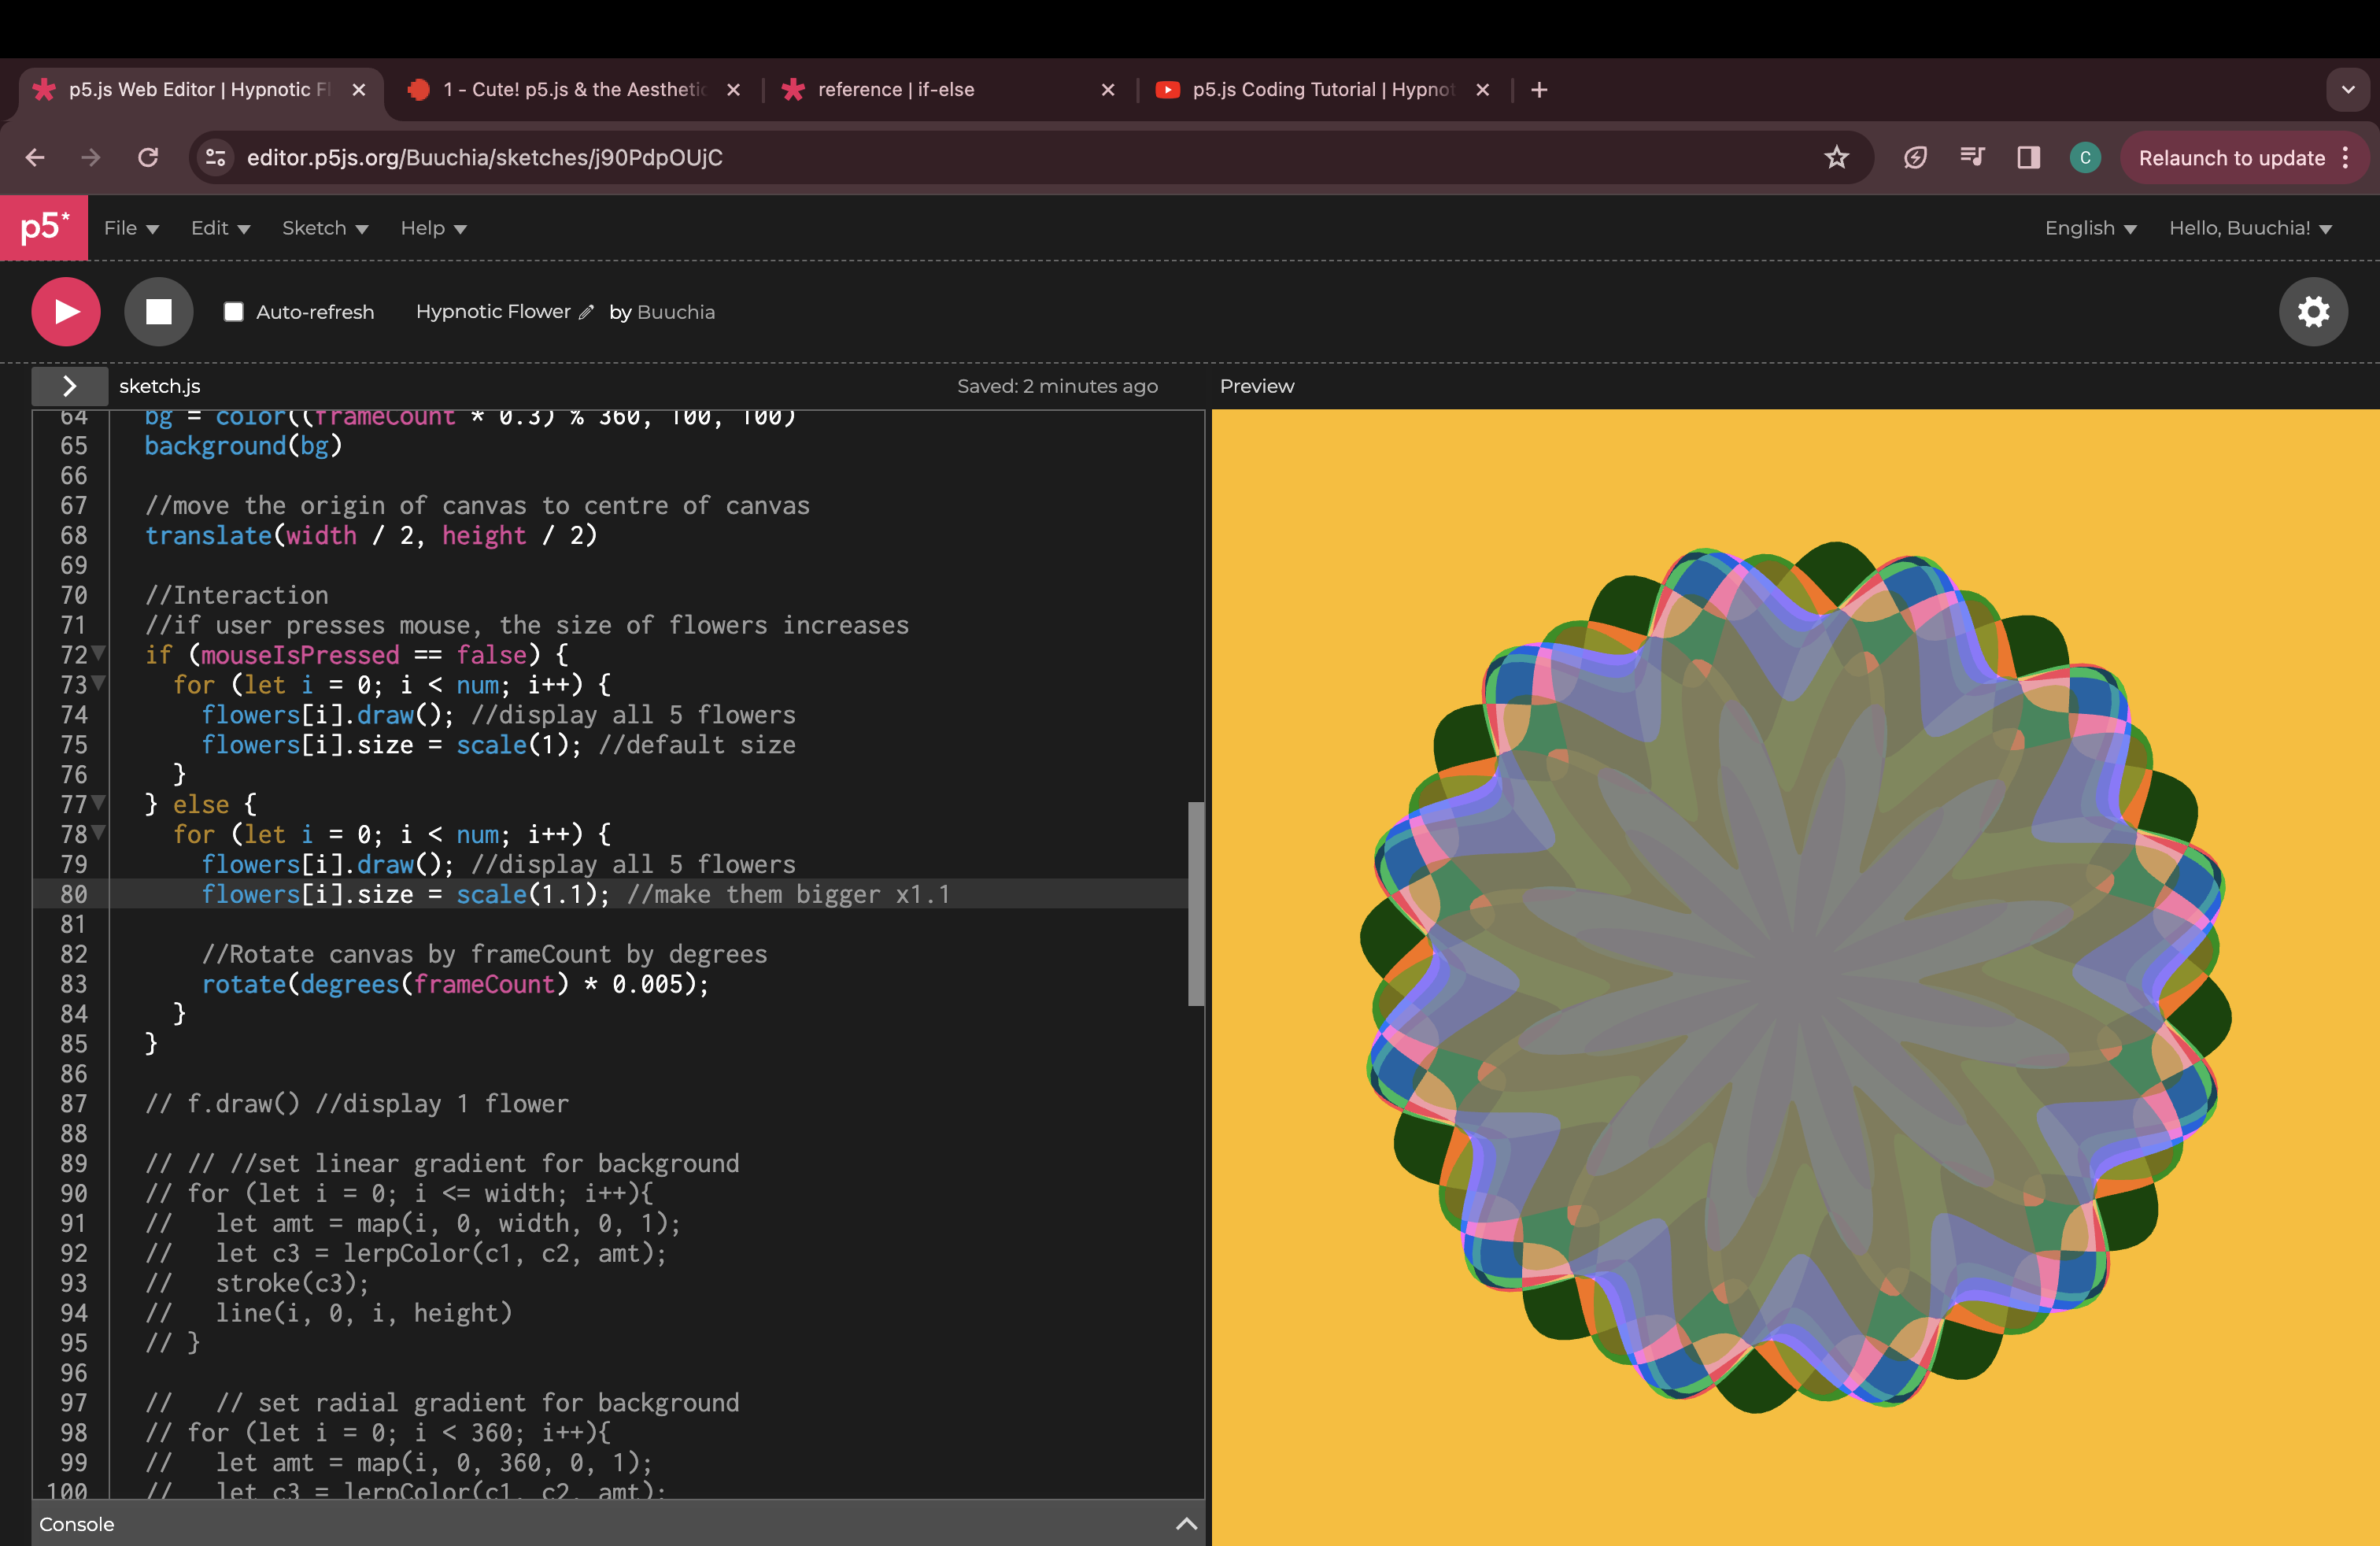 p5.js Web Editor | Hypnotic Fl
1 - Cute! p5.js & the Aesthetic
reference | if-else
p5.js Coding Tutorial | Hypnot
editor.p5js.org/Buuchia/sketches/j90PdpOUjC
C
Relaunch to update
p5*
File
Edit
Sketch
Help
English
Hello, Buuchia!
Auto-refresh
Hypnotic Flower
by Buuchia
sketch.js
Saved: 2 minutes ago
Preview
64 bg = color((frameCount * 0.3) % 360, 100, 100)
65 background(bg)
66
67 //move the origin of canvas to centre of canvas
68 translate(width / 2, height / 2)
69
70 //Interaction
71 //if user presses mouse, the size of flowers increases
72 if (mouseIsPressed == false) {
73 for (let i = 0; i < num; i++) {
74 flowers[i].draw(); //display all 5 flowers
75 flowers[i].size = scale(1); //default size
76 }
77 } else {
78 for (let i = 0; i < num; i++) {
79 flowers[i].draw(); //display all 5 flowers
80 flowers[i].size = scale(1.1); //make them bigger x1.1
81
82 //Rotate canvas by frameCount by degrees
83 rotate(degrees(frameCount) * 0.005);
84 }
85 }
86
87 // f.draw() //display 1 flower
88
89 // // //set linear gradient for background
90 // for (let i = 0; i <= width; i++){
91 // let amt = map(i, 0, width, 0, 1);
92 // let c3 = lerpColor(c1, c2, amt);
93 // stroke(c3);
94 // line(i, 0, i, height)
95 // }
96
97 // // set radial gradient for background
98 // for (let i = 0; i < 360; i++){
99 // let amt = map(i, 0, 360, 0, 1);
100 // let c3 = lerpColor(c1, c2, amt);
Console